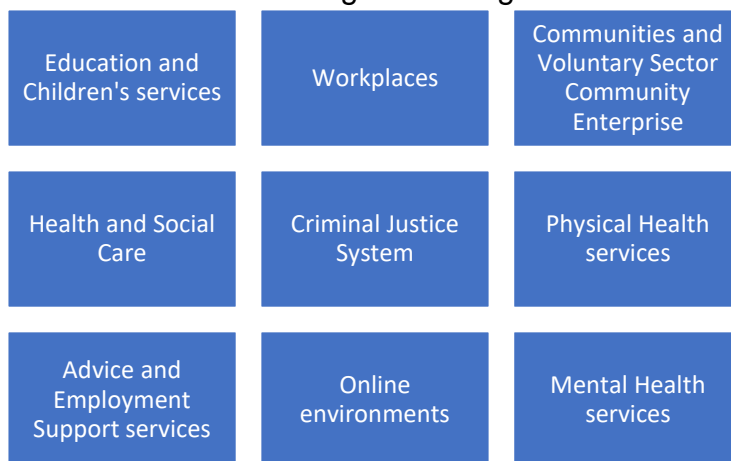 Education and
Children's services
Workplaces
Communities and
Voluntary Sector
Community
Enterprise
Health and Social
Care
Criminal Justice
System
Physical Health
services
Advice and
Employment
Support services
Online
environments
Mental Health
services